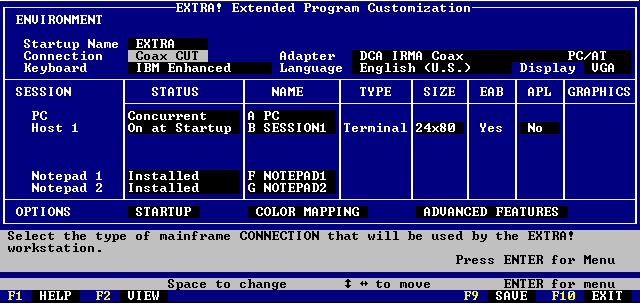 EXTRA! Extended Program Customization
ENVIRONMENT
Startup Name EXTRA
Connection Coax CUT Adapter DCA IRMA Coax PC/AT
Keyboard IBM Enhanced Language English (U.S.) Display VGA
SESSION STATUS NAME TYPE SIZE EAB APL GRAPHICS
PC Concurrent A PC
Host 1 On at Startup B SESSION1 Terminal 24x80 Yes No
Notepad 1 Installed F NOTEPAD1
Notepad 2 Installed G NOTEPAD2
OPTIONS STARTUP COLOR MAPPING ADVANCED FEATURES
Select the type of mainframe CONNECTION that will be used by the EXTRA!
workstation.
Press ENTER for Menu
Space to change ↕ ↔ to move ENTER for menu
F1 HELP F2 VIEW F9 SAVE F10 EXIT